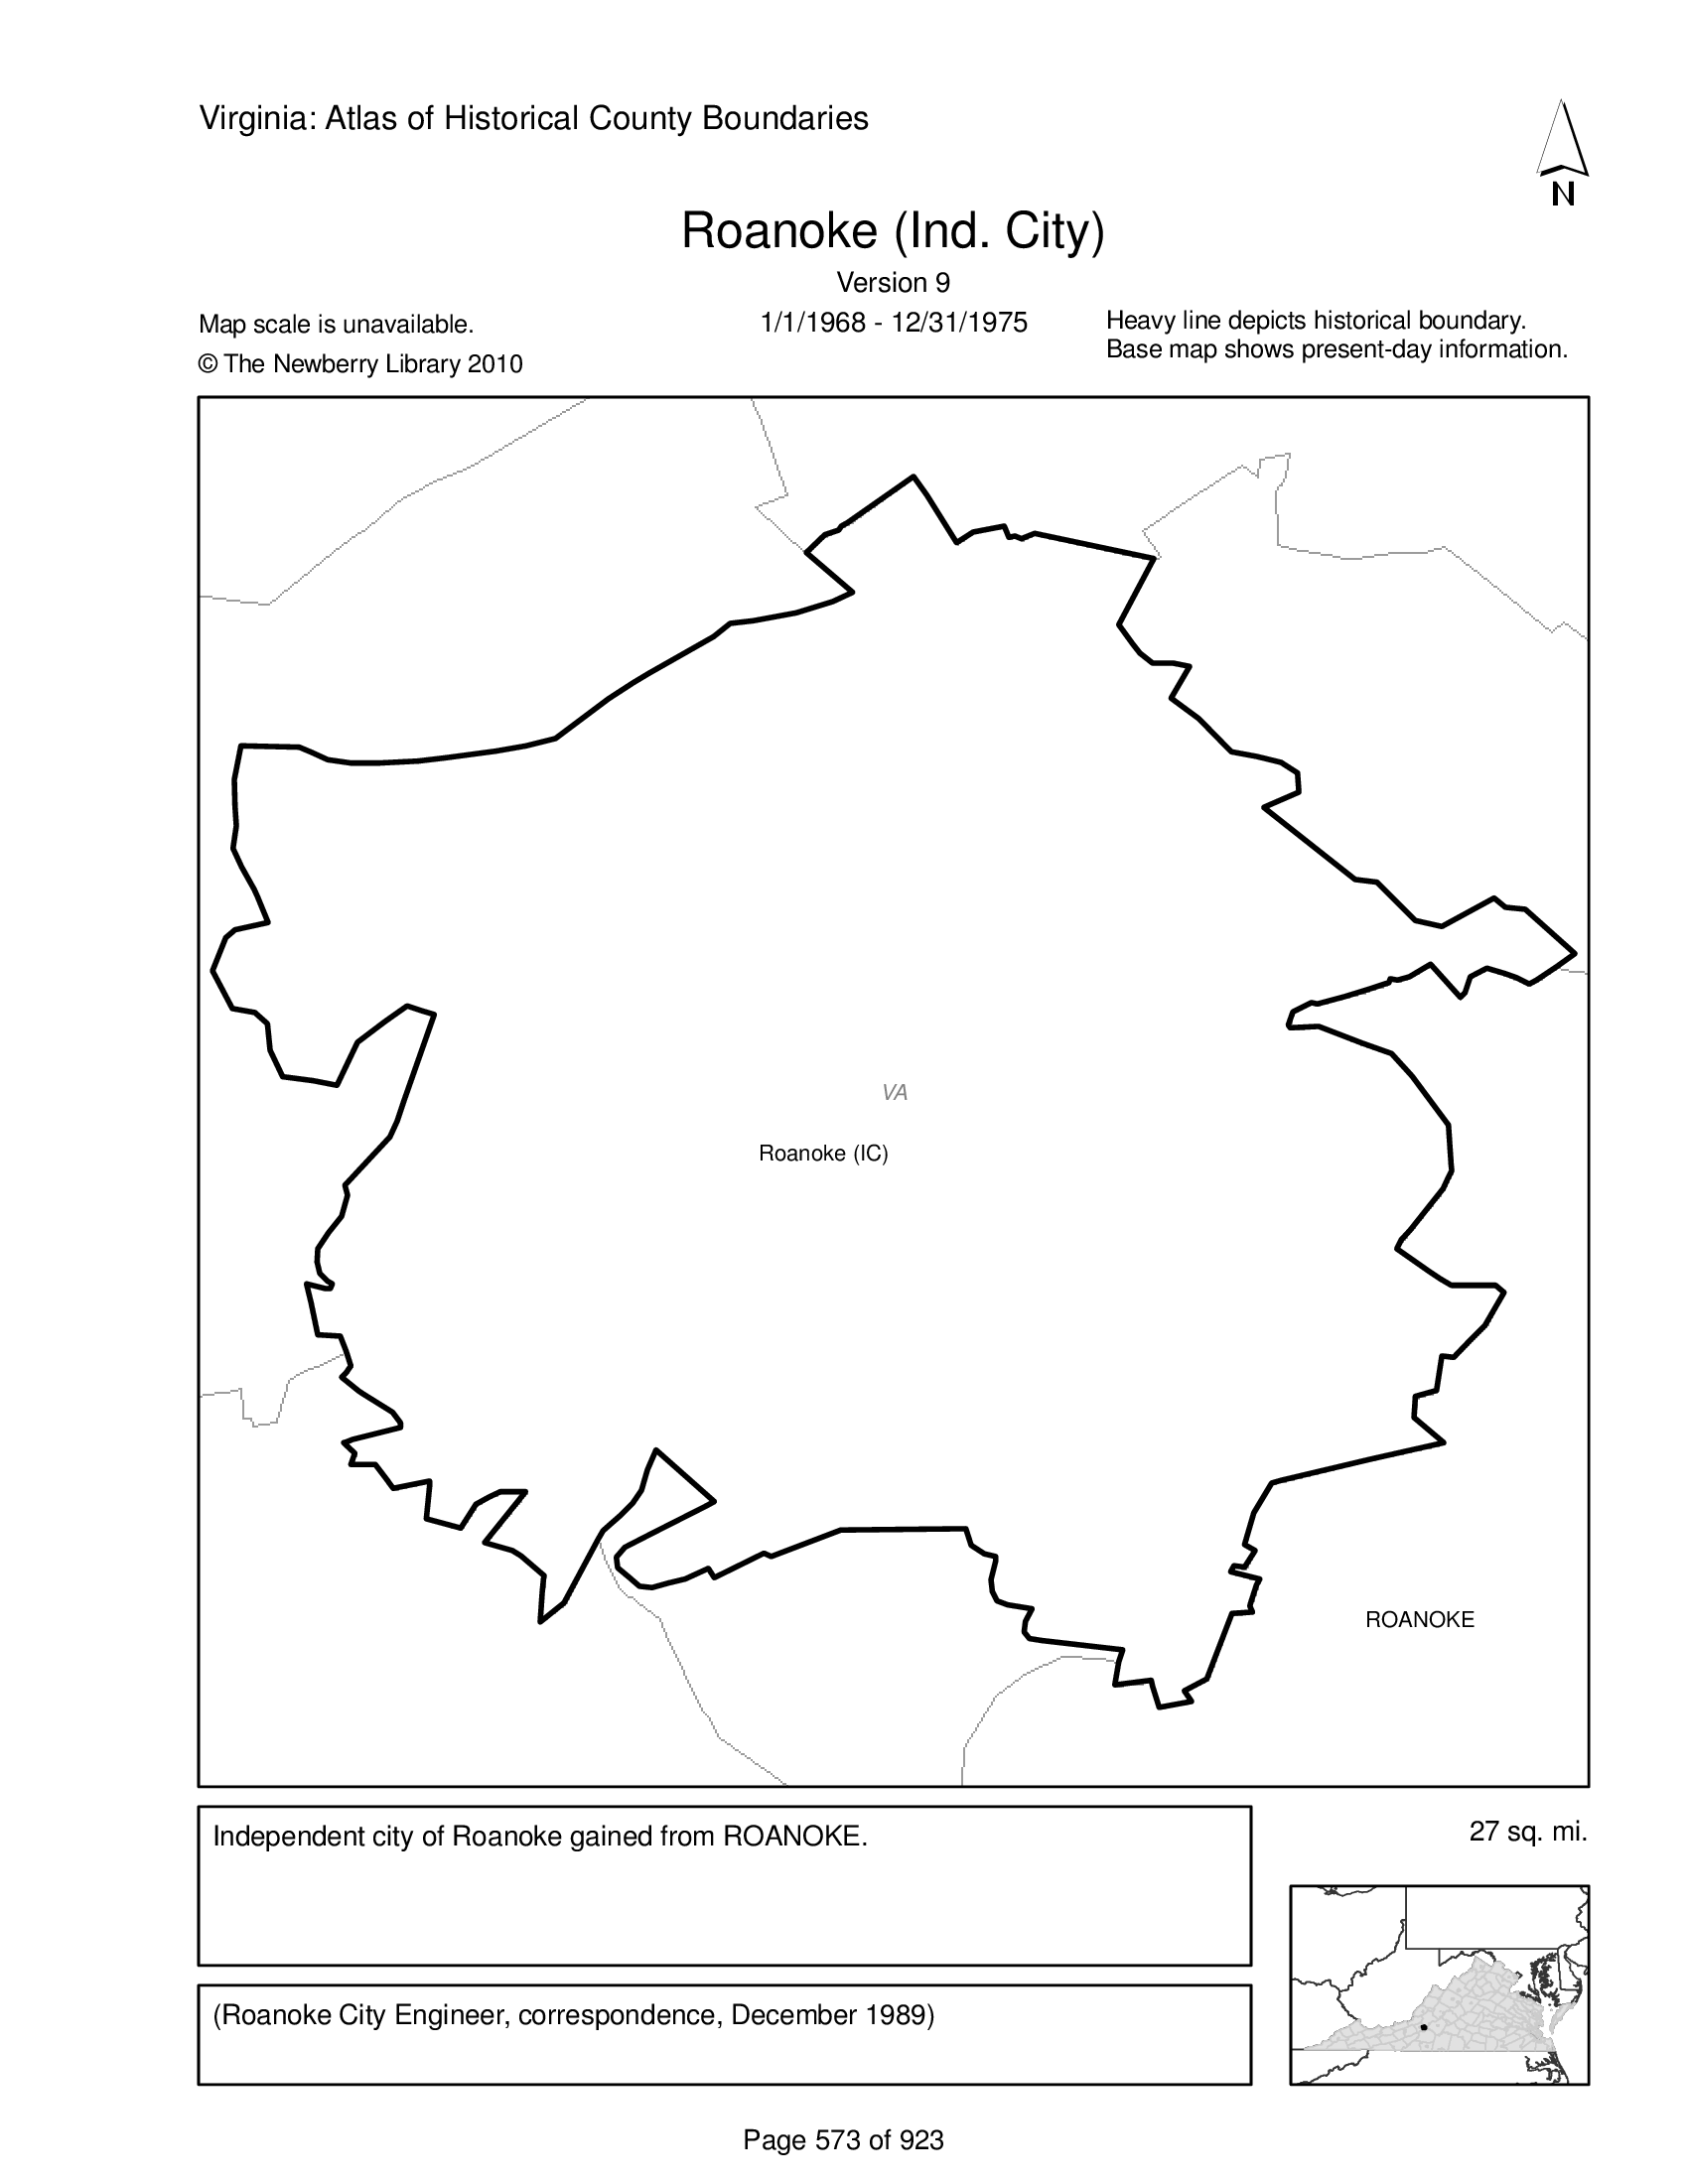 Virginia: Atlas of Historical County Boundaries
N
Roanoke (Ind. City)
Version 9
Map scale is unavailable.
1/1/1968 - 12/31/1975
Heavy line depicts historical boundary.
© The Newberry Library 2010
Base map shows present-day information.
VA
Roanoke (IC)
ROANOKE
Independent city of Roanoke gained from ROANOKE.
27 sq. mi.
(Roanoke City Engineer, correspondence, December 1989)
Page 573 of 923